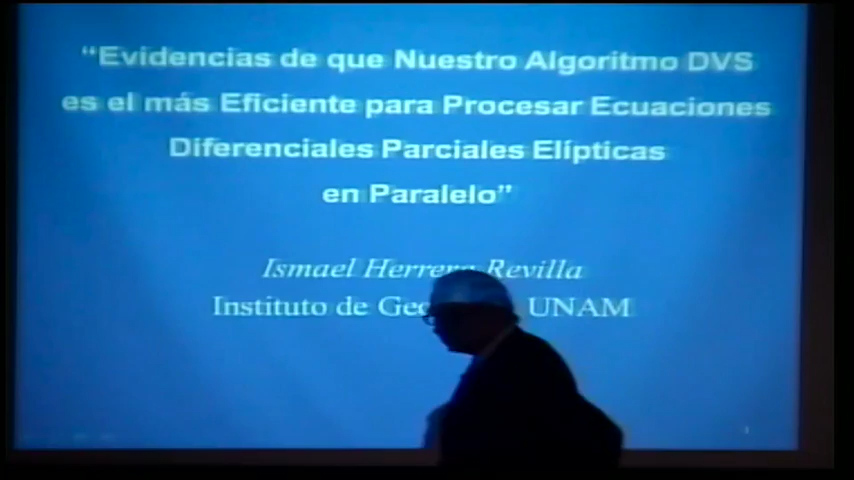 “Evidencias de que Nuestro Algoritmo DVS
es el más Eficiente para Procesar Ecuaciones
Diferenciales Parciales Elípticas
en Paralelo”
Ismael Herrera Revilla
Instituto de UNAM